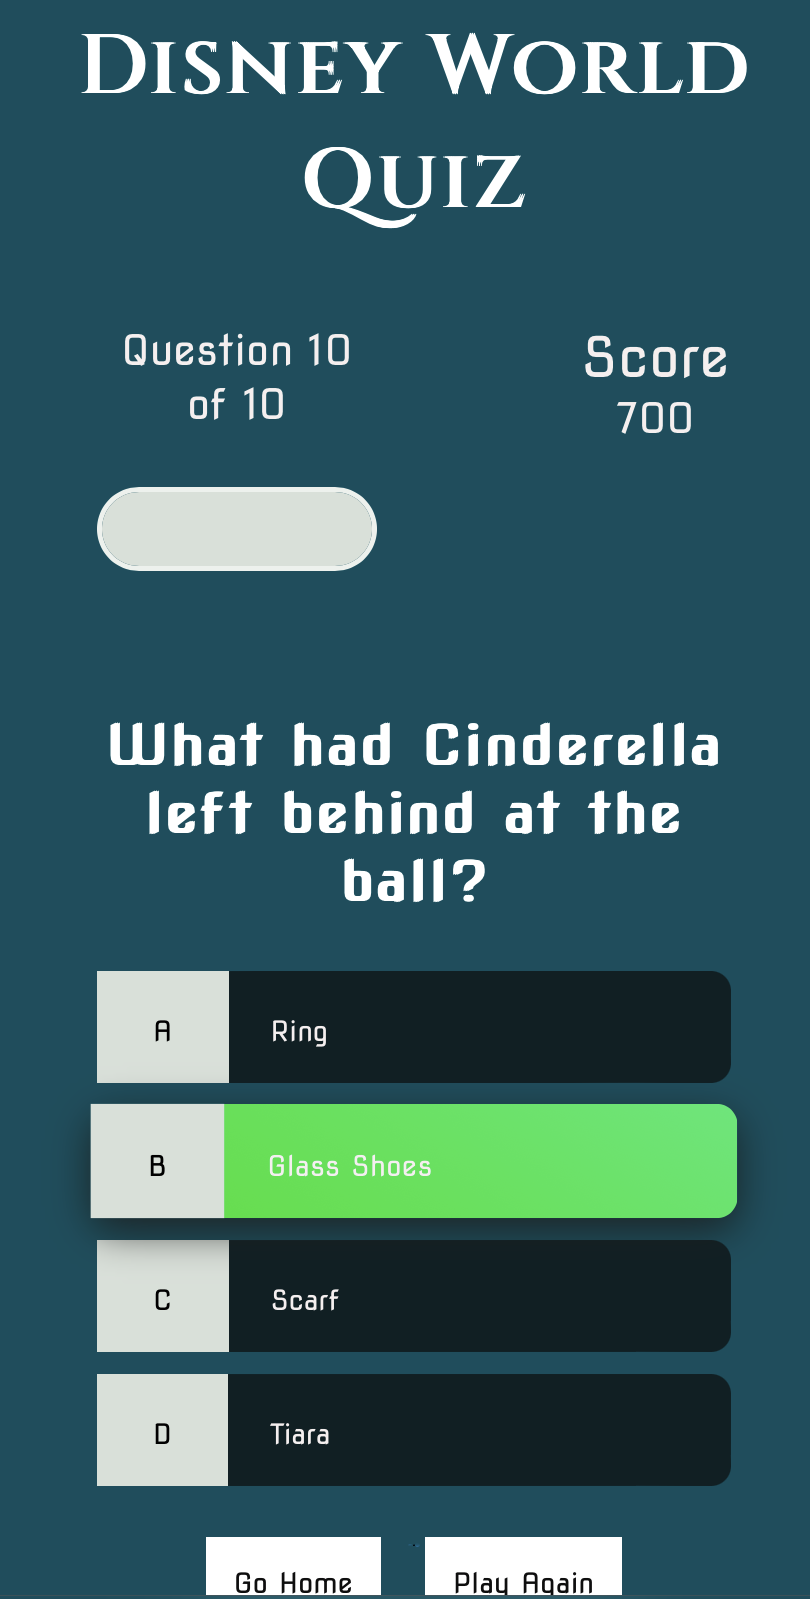 Disney World
Quiz
Question 10
of 10
Score
700
What had Cinderella
left behind at the
ball?
A
Ring
B
Glass Shoes
C
Scarf
D
Tiara
Go Home
Play Again